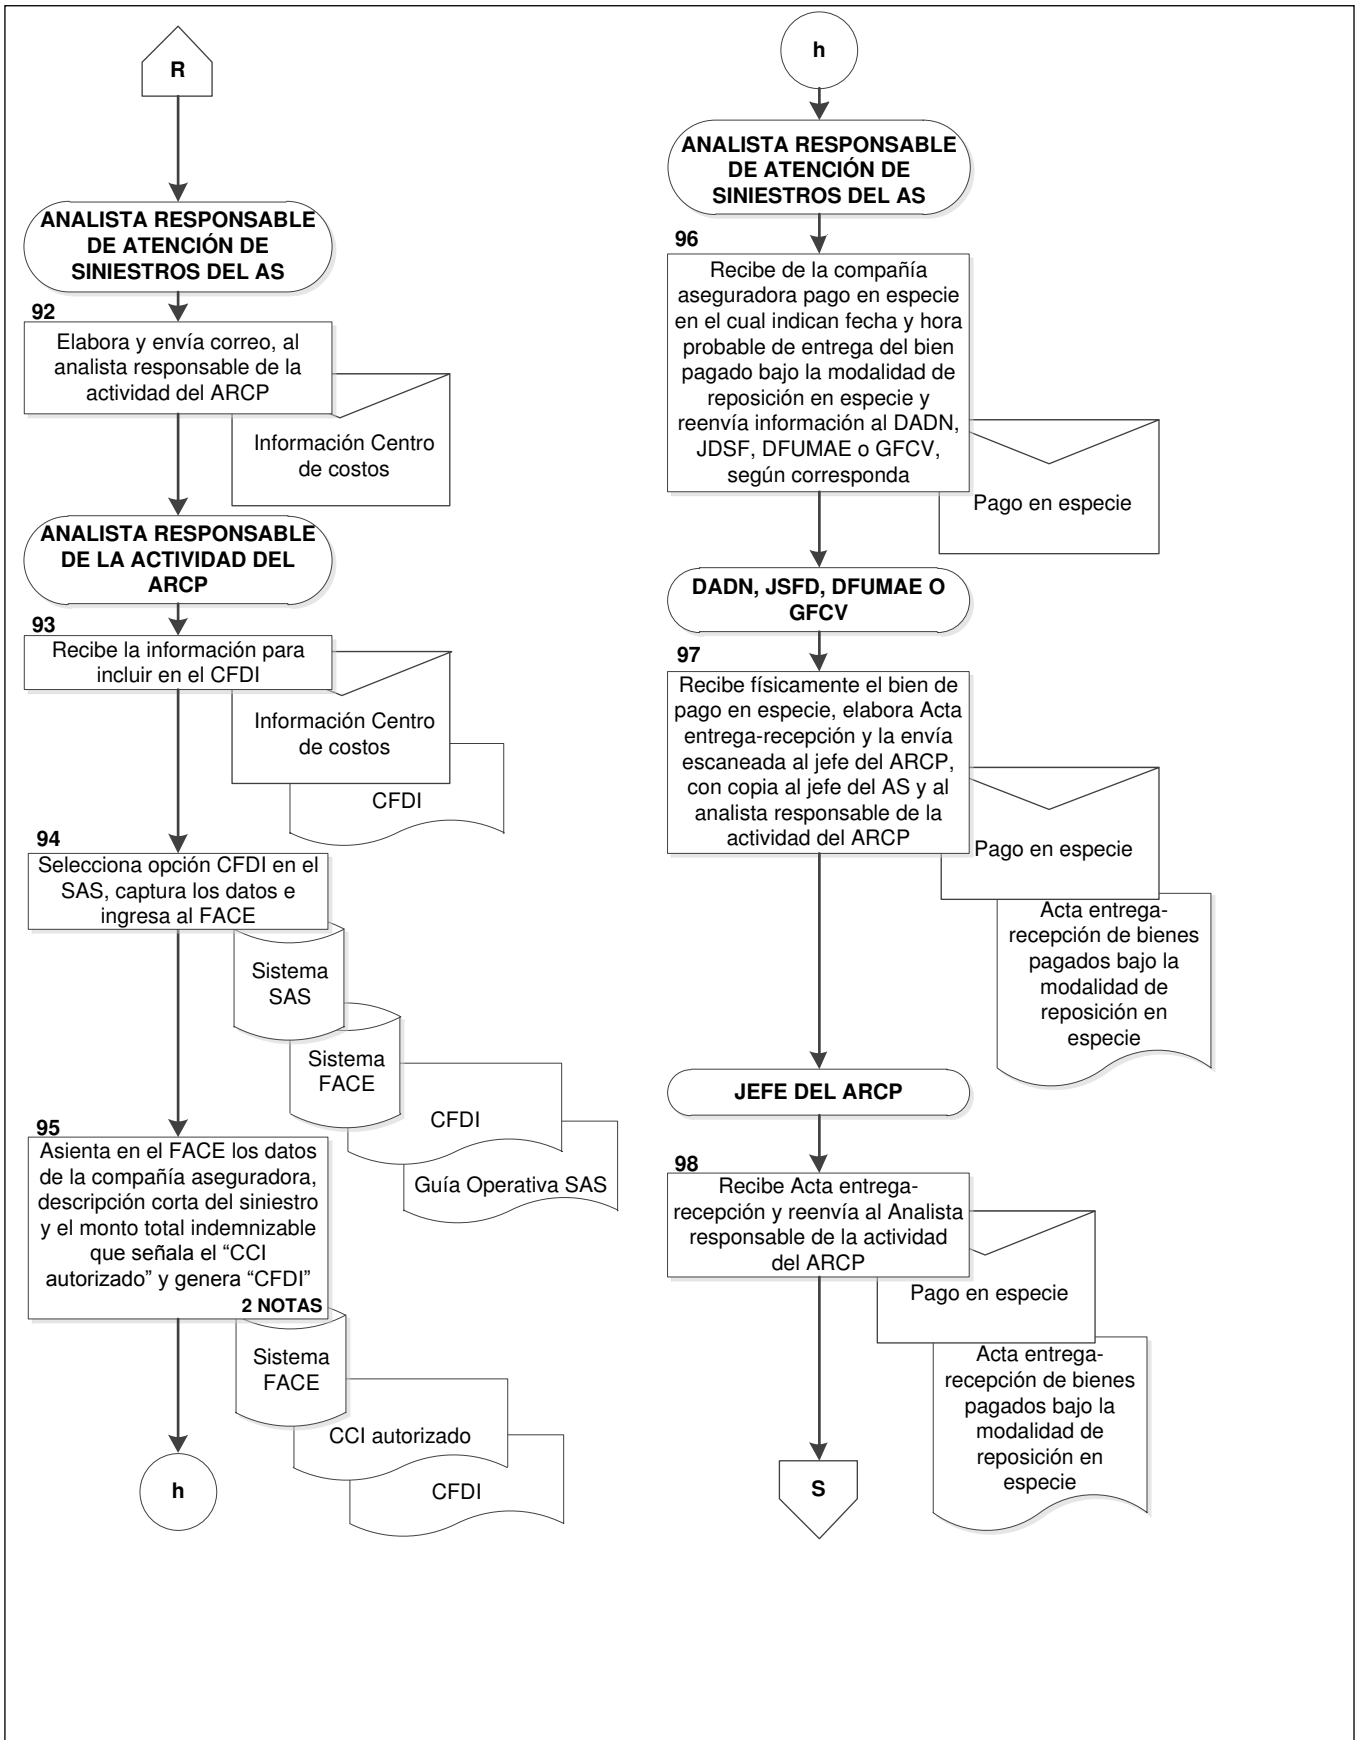 R
ANALISTA RESPONSABLE
DE ATENCIÓN DE
SINIESTROS DEL AS
92
Elabora y envía correo, al
analista responsable de la
actividad del ARCP
Información Centro
de costos
ANALISTA RESPONSABLE
DE LA ACTIVIDAD DEL
ARCP
93
Recibe la información para
incluir en el CFDI
Información Centro
de costos
CFDI
94
Selecciona opción CFDI en el
SAS, captura los datos e
ingresa al FACE
Sistema
SAS
Sistema
FACE
CFDI
Guía Operativa SAS
95
Asienta en el FACE los datos
de la compañía aseguradora,
descripción corta del siniestro
y el monto total indemnizable
que señala el “CCI
autorizado” y genera “CFDI”
2 NOTAS
Sistema
FACE
CCI autorizado
CFDI
h
h
ANALISTA RESPONSABLE
DE ATENCIÓN DE
SINIESTROS DEL AS
96
Recibe de la compañía
aseguradora pago en especie
en el cual indican fecha y hora
probable de entrega del bien
pagado bajo la modalidad de
reposición en especie y
reenvía información al DADN,
JDSF, DFUMAE o GFCV,
según corresponda
Pago en especie
DADN, JSFD, DFUMAE O
GFCV
97
Recibe físicamente el bien de
pago en especie, elabora Acta
entrega-recepción y la envía
escaneada al jefe del ARCP,
con copia al jefe del AS y al
analista responsable de la
actividad del ARCP
Pago en especie
Acta entrega-
recepción de bienes
pagados bajo la
modalidad de
reposición en
especie
JEFE DEL ARCP
98
Recibe Acta entrega-
recepción y reenvía al Analista
responsable de la actividad
del ARCP
Pago en especie
Acta entrega-
recepción de bienes
pagados bajo la
modalidad de
reposición en
especie
S